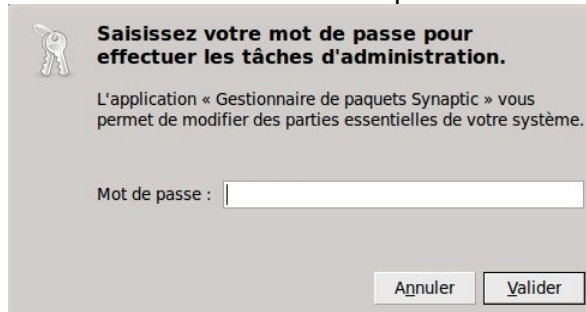 Saisissez votre mot de passe pour
effectuer les tâches d'administration.
L'application « Gestionnaire de paquets Synaptic » vous
permet de modifier des parties essentielles de votre système.
Mot de passe :
Annuler Valider